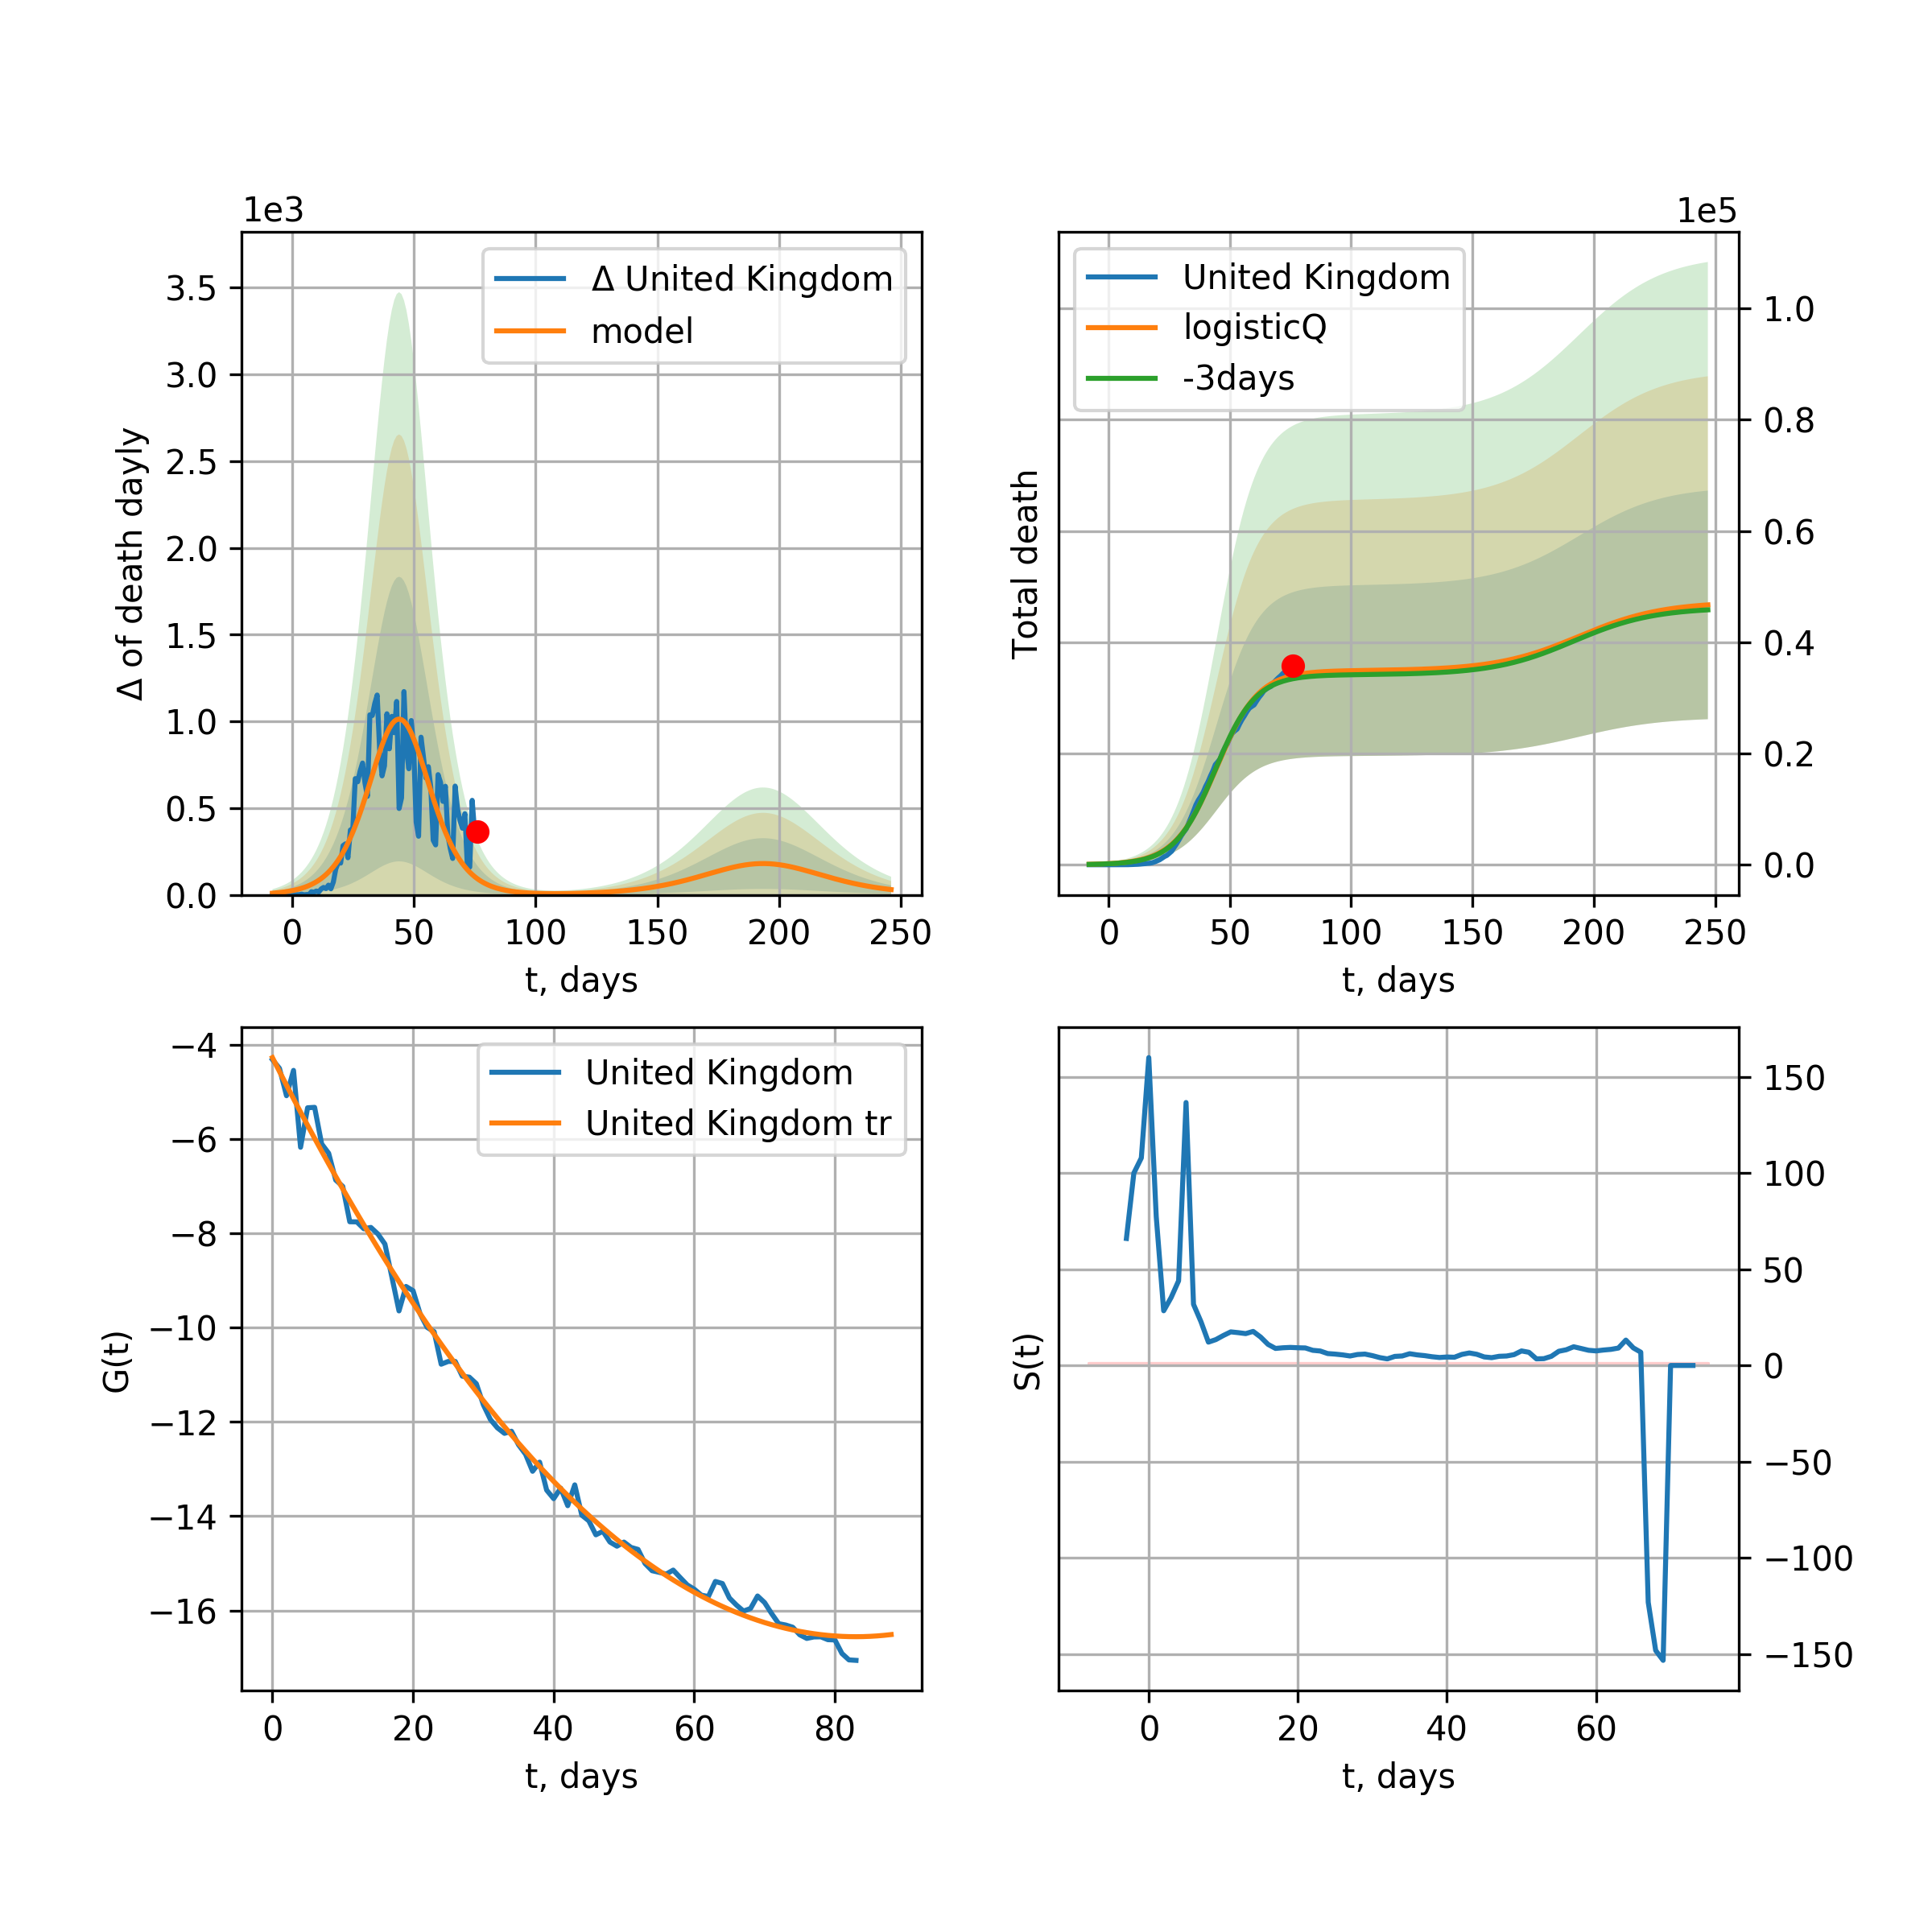 1e3
Δ of death dayly
3.5
3.0
2.5
2.0
1.5
1.0
0.5
0.0
Δ United Kingdom
model
0 50 100 150 200 250
t, days
1e5
Total death
United Kingdom
logisticQ
-3days
1.0
0.8
0.6
0.4
0.2
0.0
0 50 100 150 200 250
t, days
G(t)
−4
−6
−8
−10
−12
−14
−16
United Kingdom
United Kingdom tr
0 20 40 60 80
t, days
S(t)
150
100
50
0
−50
−100
−150
0 20 40 60
t, days